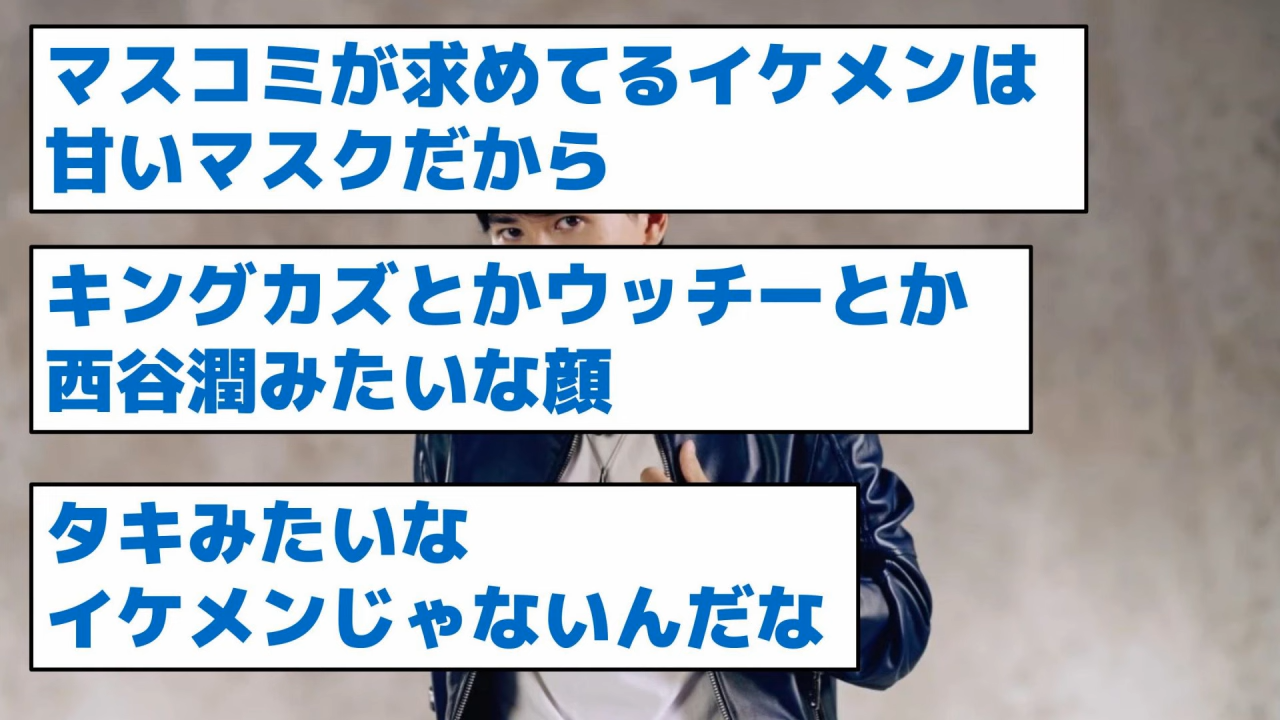 マスコミが求めてるイケメンは
甘いマスクだから
キングカズとかウッチーとか
西谷潤みたいな顔
タキみたいな
イケメンじゃないんだな